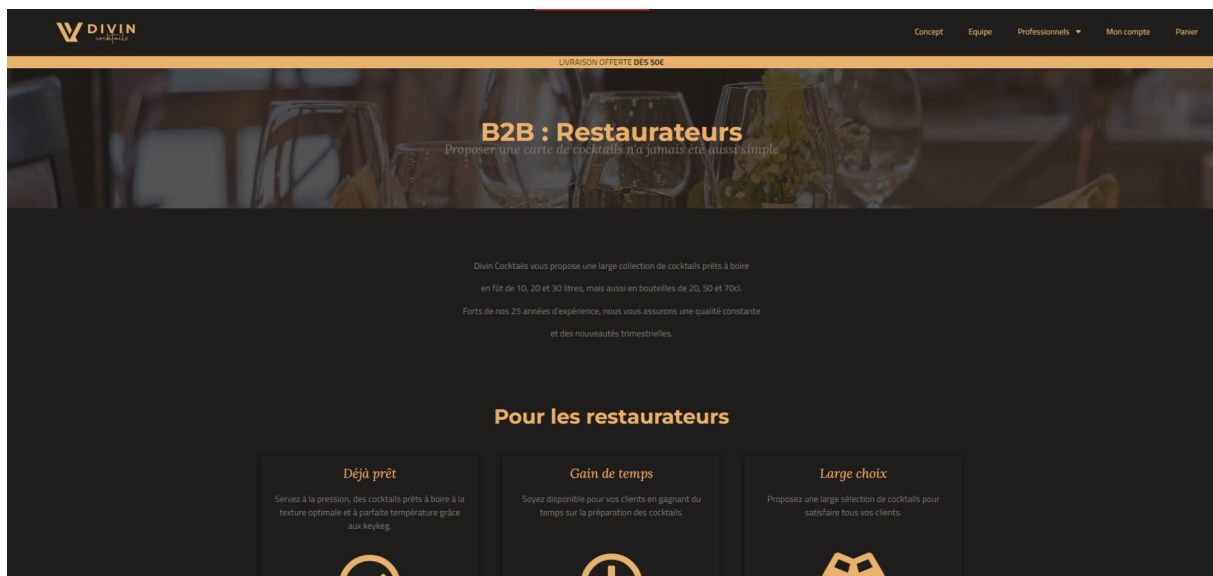 DIVIN
cocktails
Concept Equipe Professionnels Mon compte Panier
LIVRAISON OFFERTE DÈS 50€
B2B : Restaurateurs
Proposer une carte de cocktails n'a jamais été aussi simple
Divin Cocktails vous propose une large collection de cocktails prêts à boire
en fût de 10, 20 et 30 litres, mais aussi en bouteilles de 20, 50 et 70cl.
Forts de nos 25 années d'expérience, nous vous assurons une qualité constante
et des nouveautés trimestrielles.
Pour les restaurateurs
Déjà prêt
Servez à la pression, des cocktails prêts à boire à la
texture optimale et à parfaite température grâce
aux keykeg.
Gain de temps
Soyez disponible pour vos clients en gagnant du
temps sur la préparation des cocktails.
Large choix
Proposez une large sélection de cocktails pour
satisfaire tous vos clients.